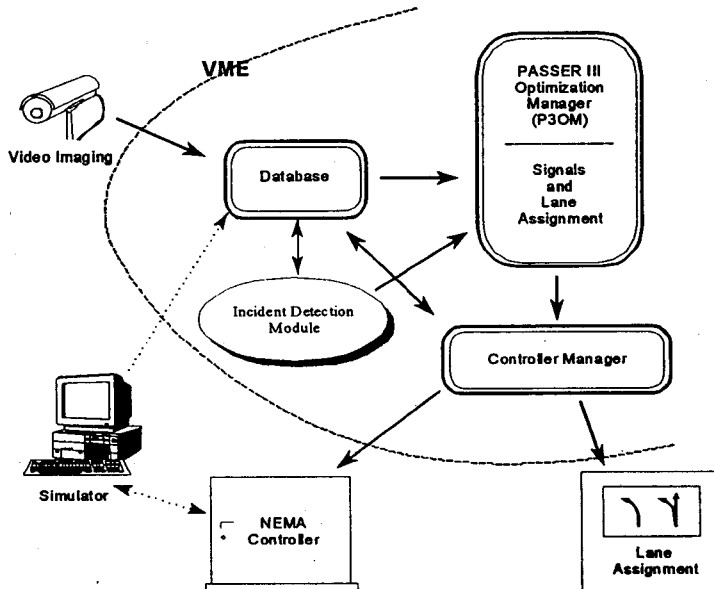 VME
PASSER III
Optimization
Manager
(P3OM)
Signals
and
Lane
Assignment
Video Imaging
Database
Incident Detection
Module
Controller Manager
Simulator
NEMA
Controller
Lane
Assignment